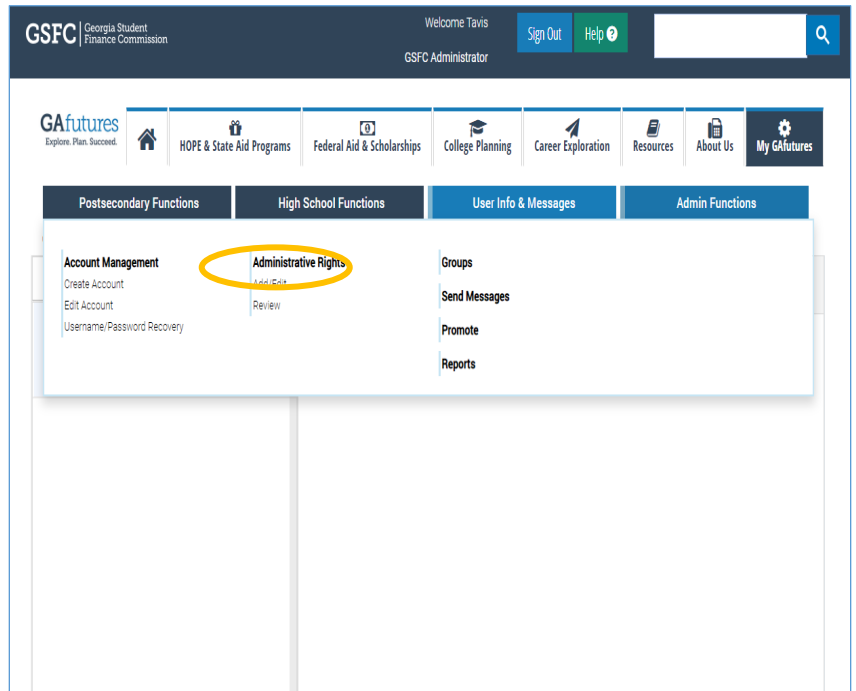 GSFC Georgia Student
Finance Commission
Welcome Tavis
GSFC Administrator
Sign Out
Help ?
GAfutures
Explore. Plan. Succeed.
HOPE & State Aid Programs
Federal Aid & Scholarships
College Planning
Career Exploration
Resources
About Us
My GAfutures
Postsecondary Functions
High School Functions
User Info & Messages
Admin Functions
Account Management
Create Account
Edit Account
Username/Password Recovery
Administrative Rights
Add/Edit
Review
Groups
Send Messages
Promote
Reports